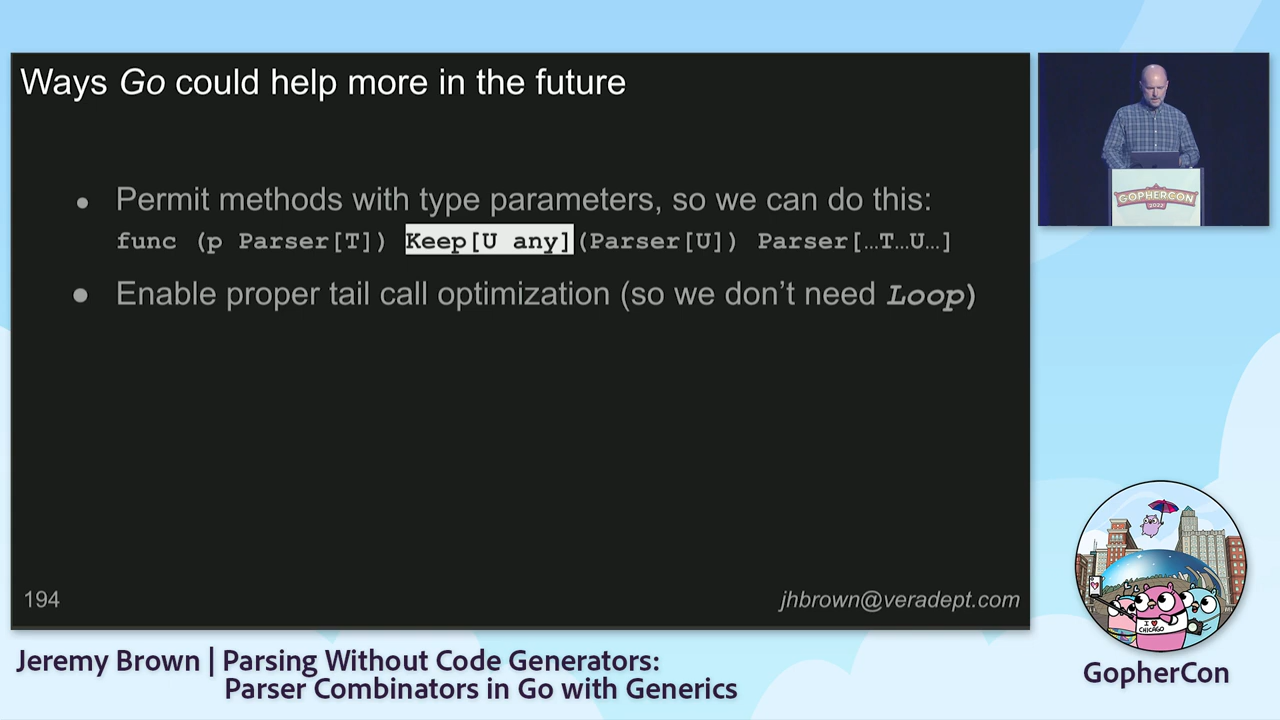 Ways Go could help more in the future
● Permit methods with type parameters, so we can do this:
func (p Parser[T]) Keep[U any](Parser[U]) Parser[…T…U…]
● Enable proper tail call optimization (so we don’t need Loop)
194
jhbrown@veradept.com
GOPHERCON
2022
I ♥
CHICAGO
Jeremy Brown | Parsing Without Code Generators:
Parser Combinators in Go with Generics
GopherCon